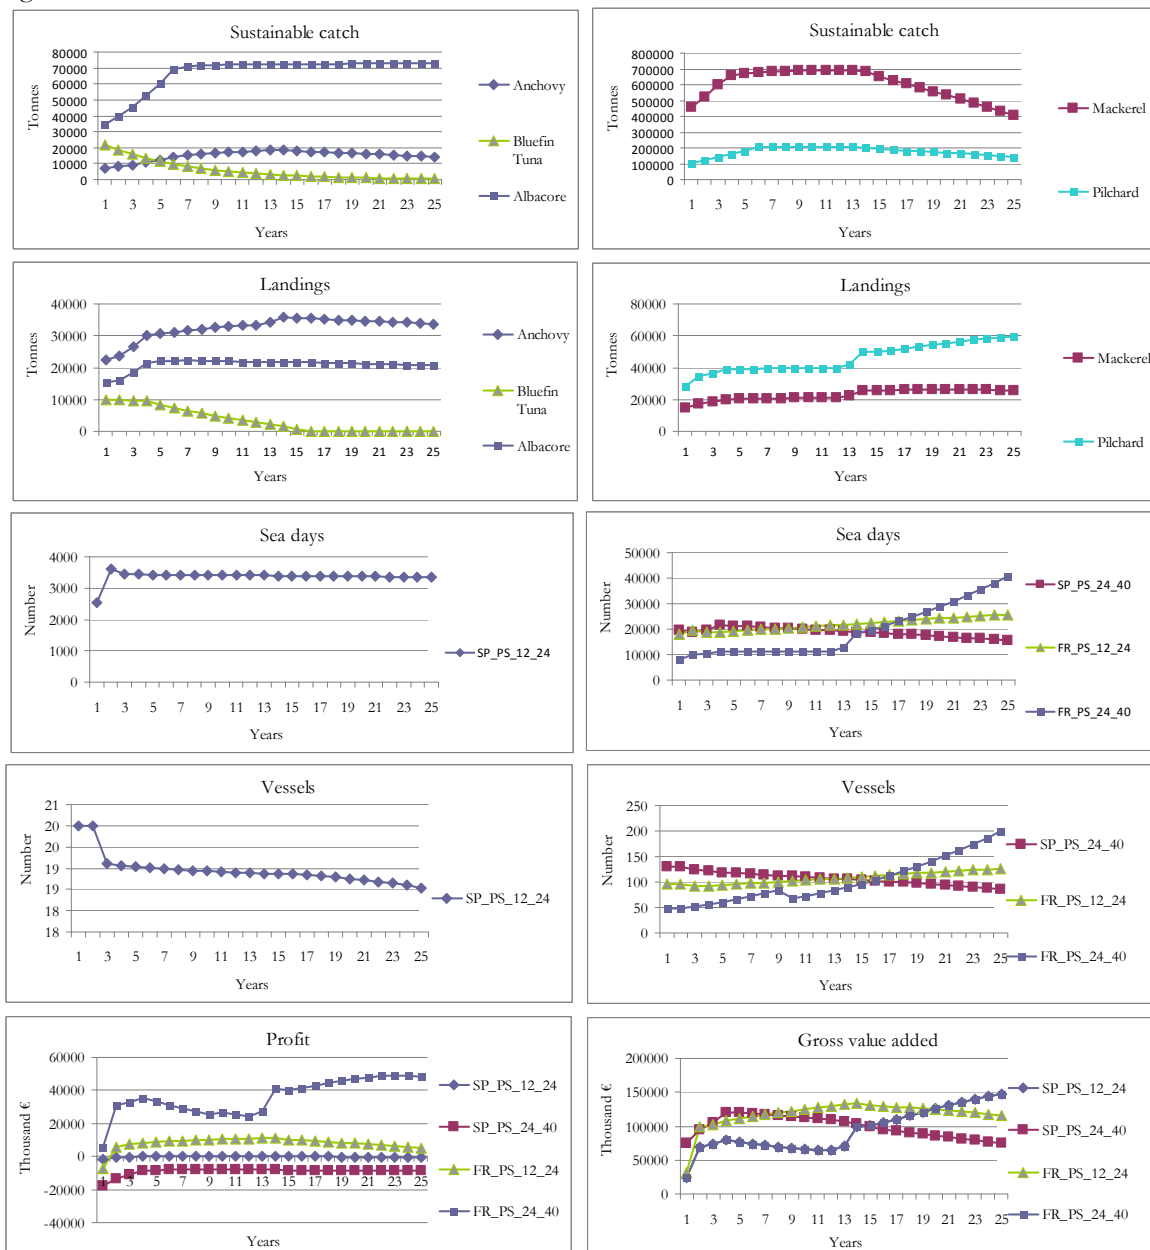 Sustainable catch
80000
70000
60000
50000
40000
30000
20000
10000
0
Tonnes
1 3 5 7 9 11 13 15 17 19 21 23 25
Years
Anchovy
Bluefin
Tuna
Albacore
Sustainable catch
800000
700000
600000
500000
400000
300000
200000
100000
0
Tonnes
1 3 5 7 9 11 13 15 17 19 21 23 25
Years
Mackerel
Pilchard
Landings
40000
30000
20000
10000
0
Tonnes
1 3 5 7 9 11 13 15 17 19 21 23 25
Years
Anchovy
Bluefin
Tuna
Albacore
Landings
80000
60000
40000
20000
0
Tonnes
1 3 5 7 9 11 13 15 17 19 21 23 25
Years
Mackerel
Pilchard
Sea days
4000
3000
2000
1000
0
Number
1 3 5 7 9 11 13 15 17 19 21 23 25
Years
SP_PS_12_24
Sea days
50000
40000
30000
20000
10000
0
Number
1 3 5 7 9 11 13 15 17 19 21 23 25
Years
SP_PS_24_40
FR_PS_12_24
FR_PS_24_40
Vessels
21
20
20
19
19
18
18
Number
1 3 5 7 9 11 13 15 17 19 21 23 25
Years
SP_PS_12_24
Vessels
250
200
150
100
50
0
Number
1 3 5 7 9 11 13 15 17 19 21 23 25
Years
SP_PS_24_40
FR_PS_12_24
FR_PS_24_40
Profit
60000
40000
20000
0
-20000
-40000
Thousand €
1 3 5 7 9 11 13 15 17 19 21 23 25
Years
SP_PS_12_24
SP_PS_24_40
FR_PS_12_24
FR_PS_24_40
Gross value added
200000
150000
100000
50000
0
Thousand €
1 3 5 7 9 11 13 15 17 19 21 23 25
Years
SP_PS_12_24
SP_PS_24_40
FR_PS_12_24
FR_PS_24_40